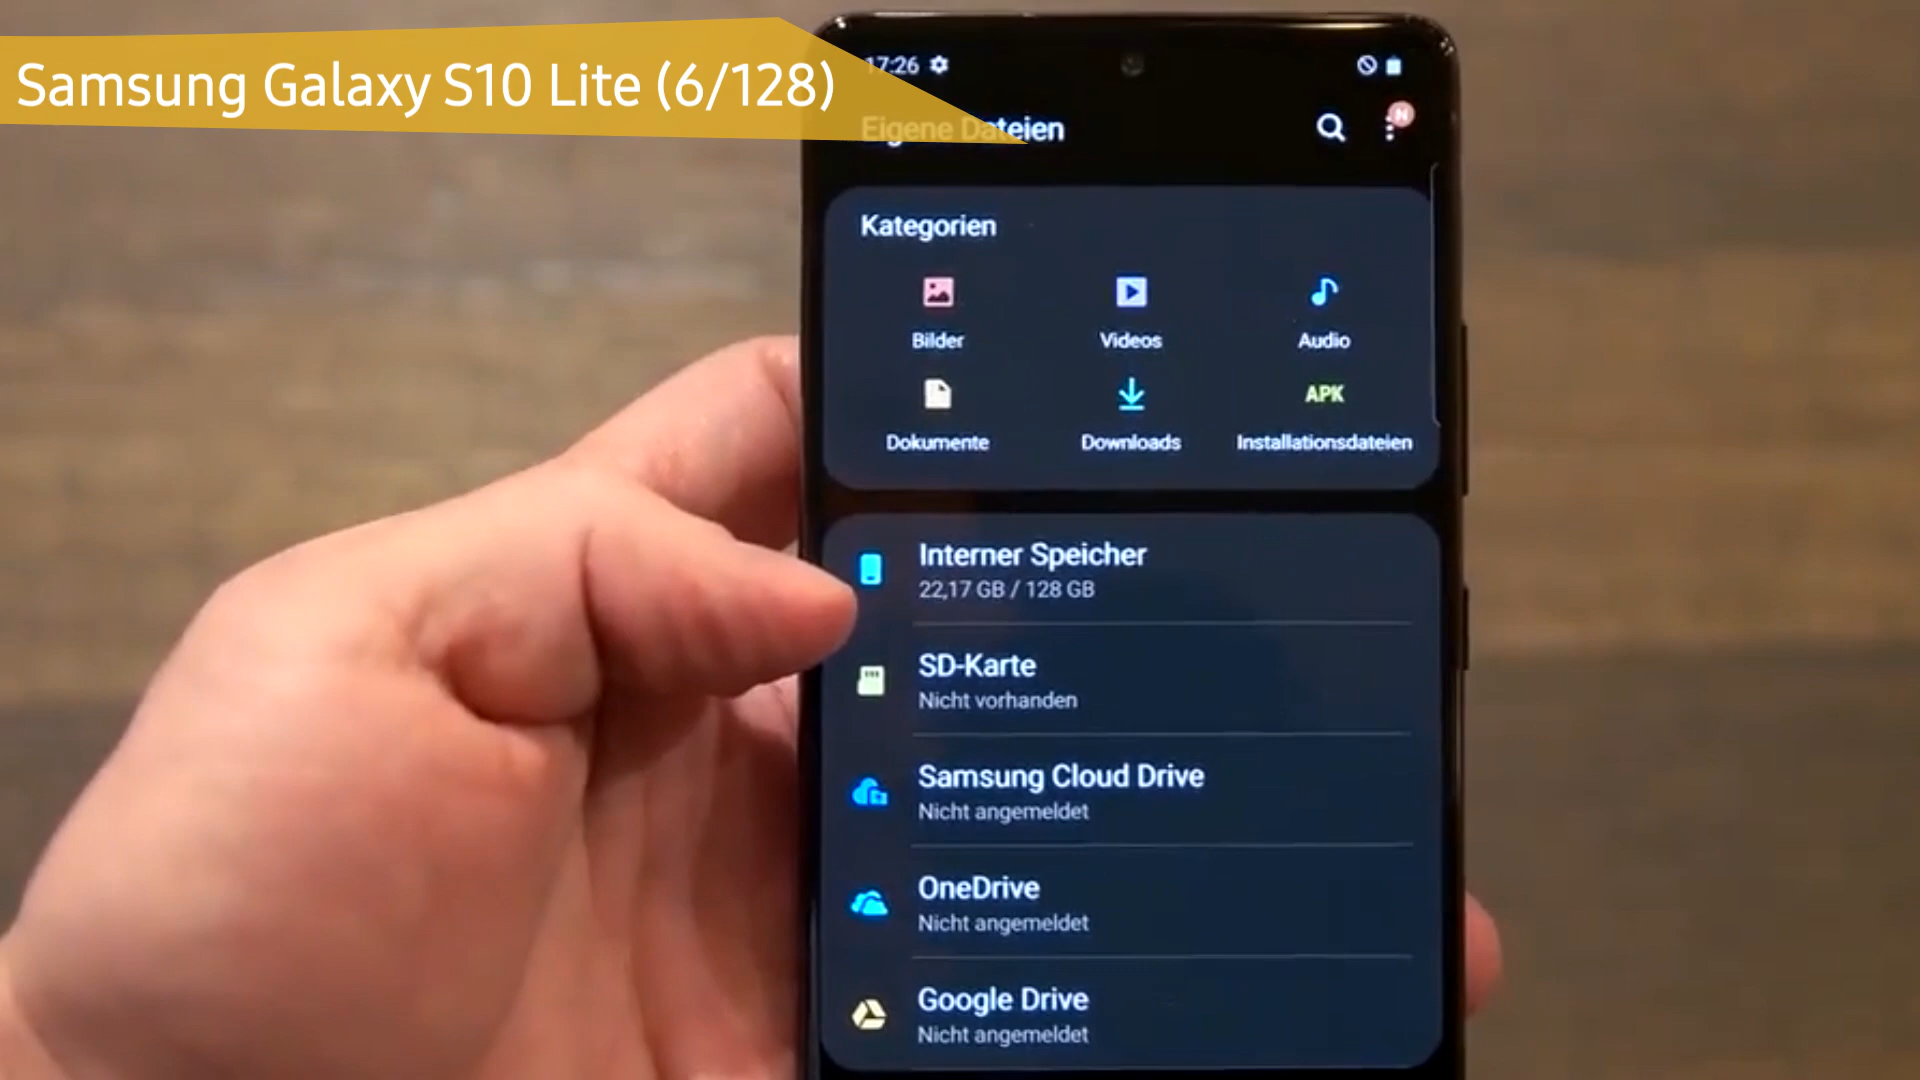 Samsung Galaxy S10 Lite (6/128)
17:26
Eigene Dateien
N
Kategorien
Bilder
Videos
Audio
APK
Dokumente
Downloads
Installationsdateien
Interner Speicher
22,17 GB / 128 GB
SD-Karte
Nicht vorhanden
Samsung Cloud Drive
Nicht angemeldet
OneDrive
Nicht angemeldet
Google Drive
Nicht angemeldet